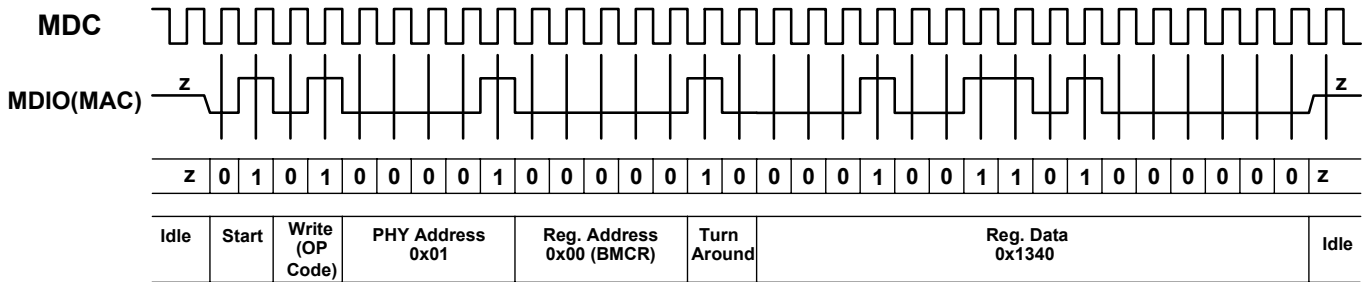 MDC
z z
MDIO(MAC)
z 0 1 0 1 0 0 0 0 1 0 0 0 0 0 1 0 0 0 0 1 0 0 1 1 0 1 0 0 0 0 0 0 z
Idle
Start
Write
(OP
Code)
PHY Address
0x01
Reg. Address
0x00 (BMCR)
Turn
Around
Reg. Data
0x1340
Idle